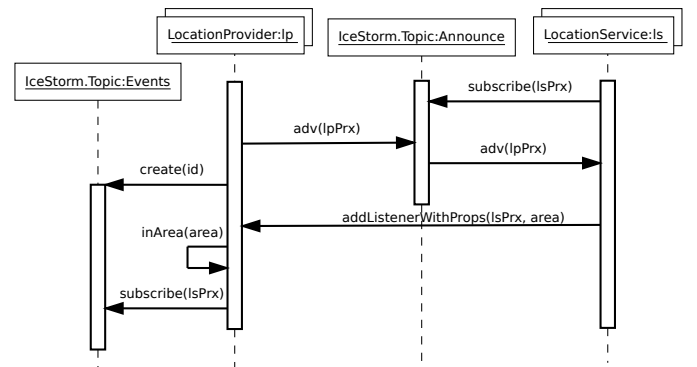 LocationProvider:lp
IceStorm.Topic:Announce
LocationService:ls
IceStorm.Topic:Events
subscribe(lsPrx)
adv(lpPrx)
adv(lpPrx)
create(id)
addListenerWithProps(lsPrx, area)
inArea(area)
subscribe(lsPrx)